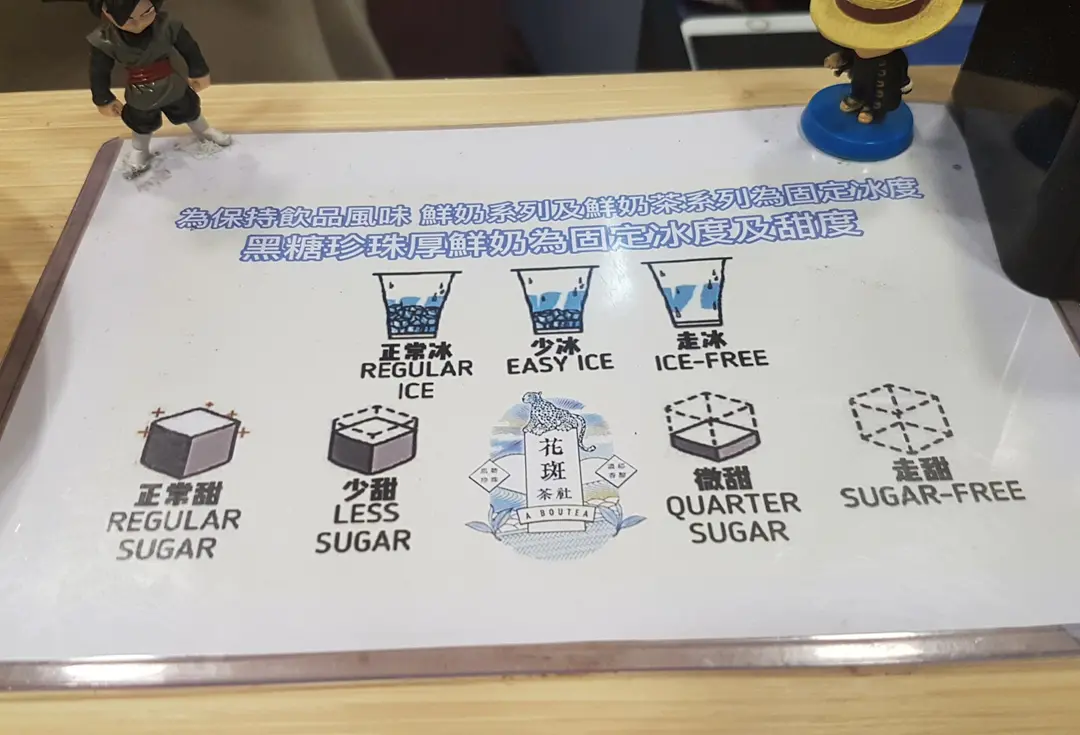 為保持飲品風味 鮮奶系列及鮮奶茶系列為固定冰度
黑糖珍珠厚鮮奶為固定冰度及甜度
正常冰
REGULAR
ICE
少冰
EASY ICE
走冰
ICE-FREE
正常甜
REGULAR
SUGAR
少甜
LESS
SUGAR
花
斑
茶社
A BOUTEA
微甜
QUARTER
SUGAR
走甜
SUGAR-FREE